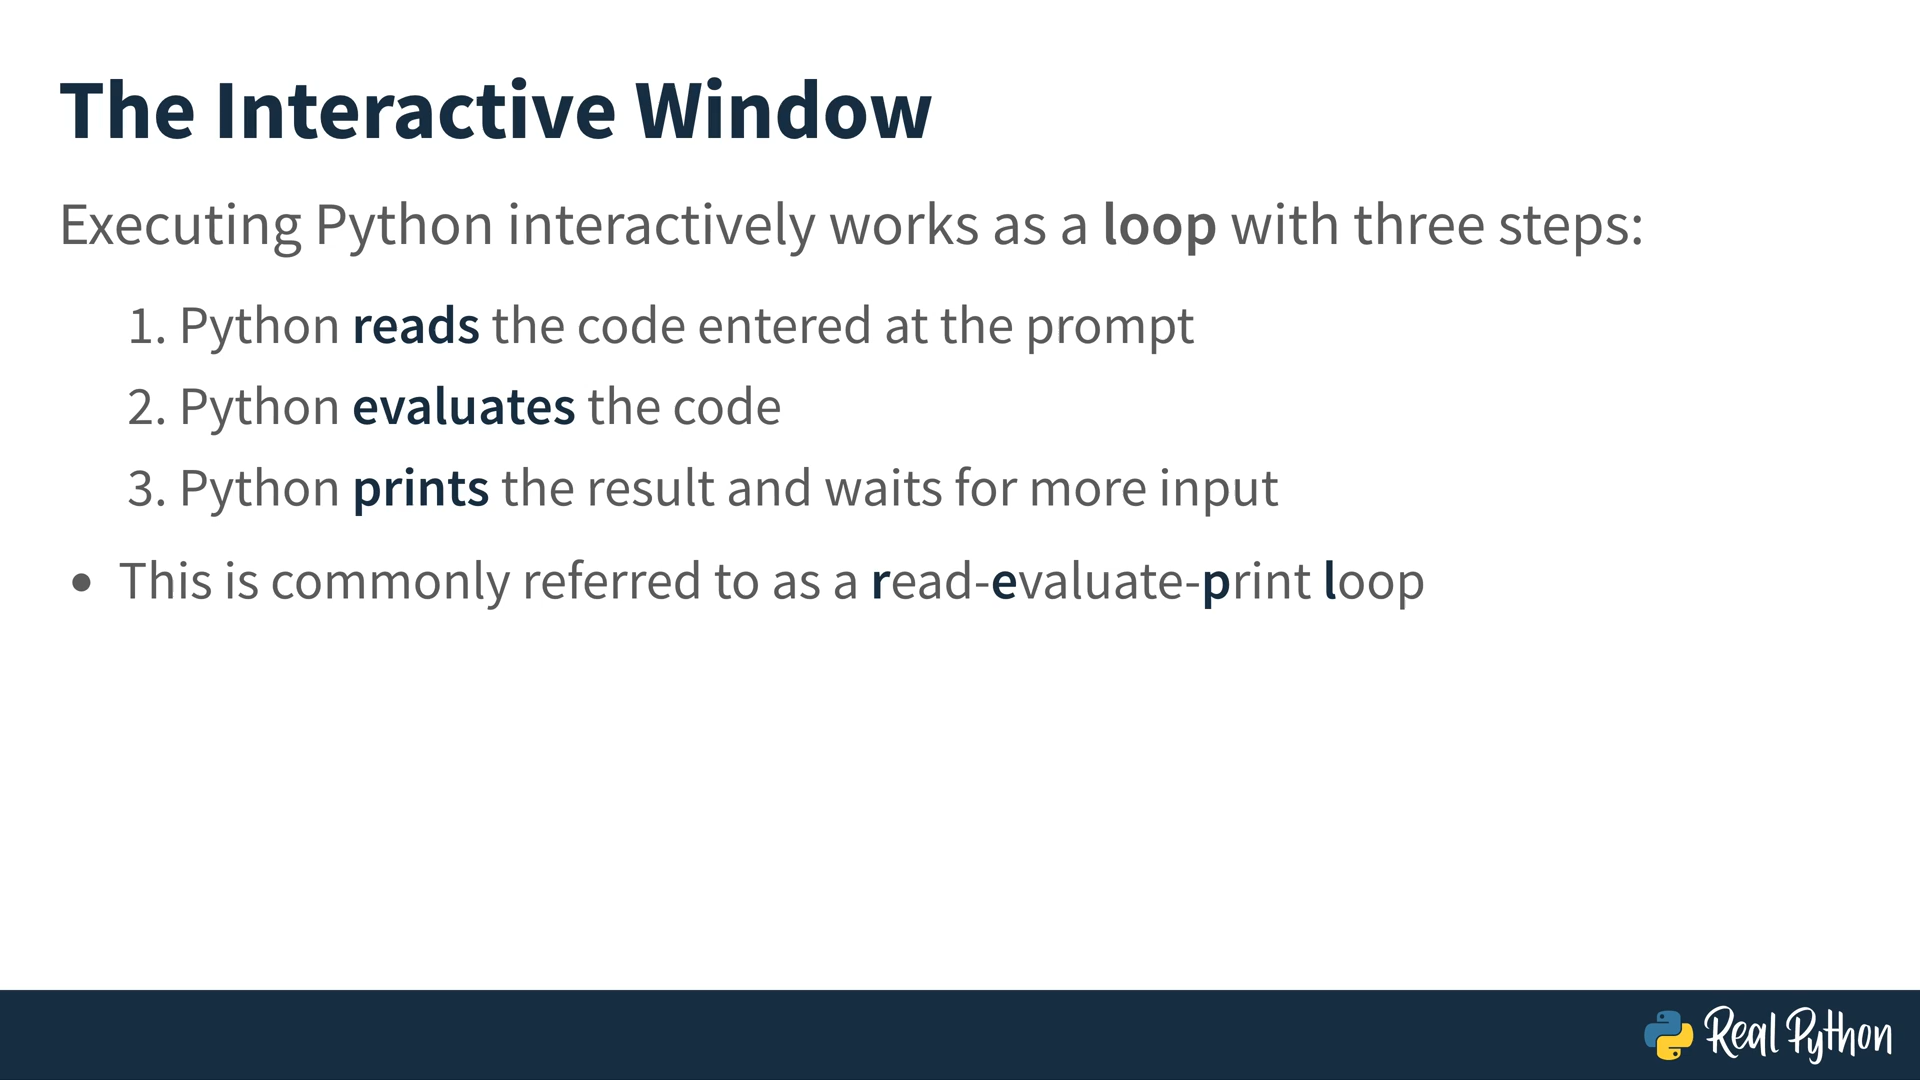 The Interactive Window
Executing Python interactively works as a loop with three steps:
1. Python reads the code entered at the prompt
2. Python evaluates the code
3. Python prints the result and waits for more input
• This is commonly referred to as a read-evaluate-print loop
Real Python